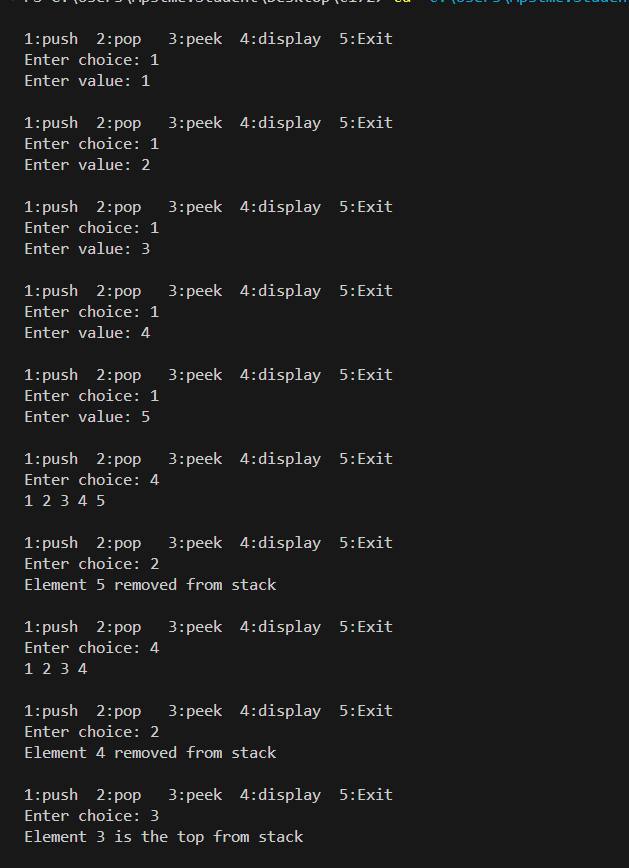 1:push  2:pop   3:peek  4:display  5:Exit
Enter choice: 1
Enter value: 1
1:push  2:pop   3:peek  4:display  5:Exit
Enter choice: 1
Enter value: 2
1:push  2:pop   3:peek  4:display  5:Exit
Enter choice: 1
Enter value: 3
1:push  2:pop   3:peek  4:display  5:Exit
Enter choice: 1
Enter value: 4
1:push  2:pop   3:peek  4:display  5:Exit
Enter choice: 1
Enter value: 5
1:push  2:pop   3:peek  4:display  5:Exit
Enter choice: 4
1 2 3 4 5
1:push  2:pop   3:peek  4:display  5:Exit
Enter choice: 2
Element 5 removed from stack
1:push  2:pop   3:peek  4:display  5:Exit
Enter choice: 4
1 2 3 4
1:push  2:pop   3:peek  4:display  5:Exit
Enter choice: 2
Element 4 removed from stack
1:push  2:pop   3:peek  4:display  5:Exit
Enter choice: 3
Element 3 is the top from stack